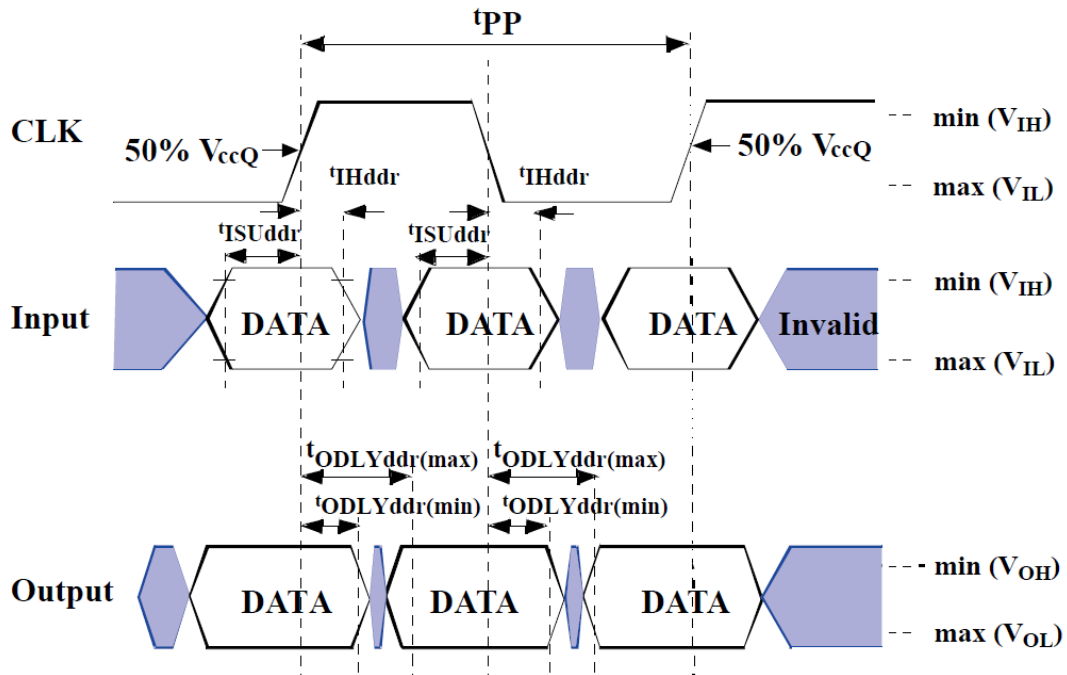 tPP
CLK
50% VccQ
50% VccQ
min (VIH)
max (VIL)
tIHddr
tIHddr
tISUddr
tISUddr
Input
DATA
DATA
DATA
Invalid
min (VIH)
max (VIL)
tODLYddr(max)
tODLYddr(max)
tODLYddr(min)
tODLYddr(min)
Output
DATA
DATA
DATA
min (VOH)
max (VOL)